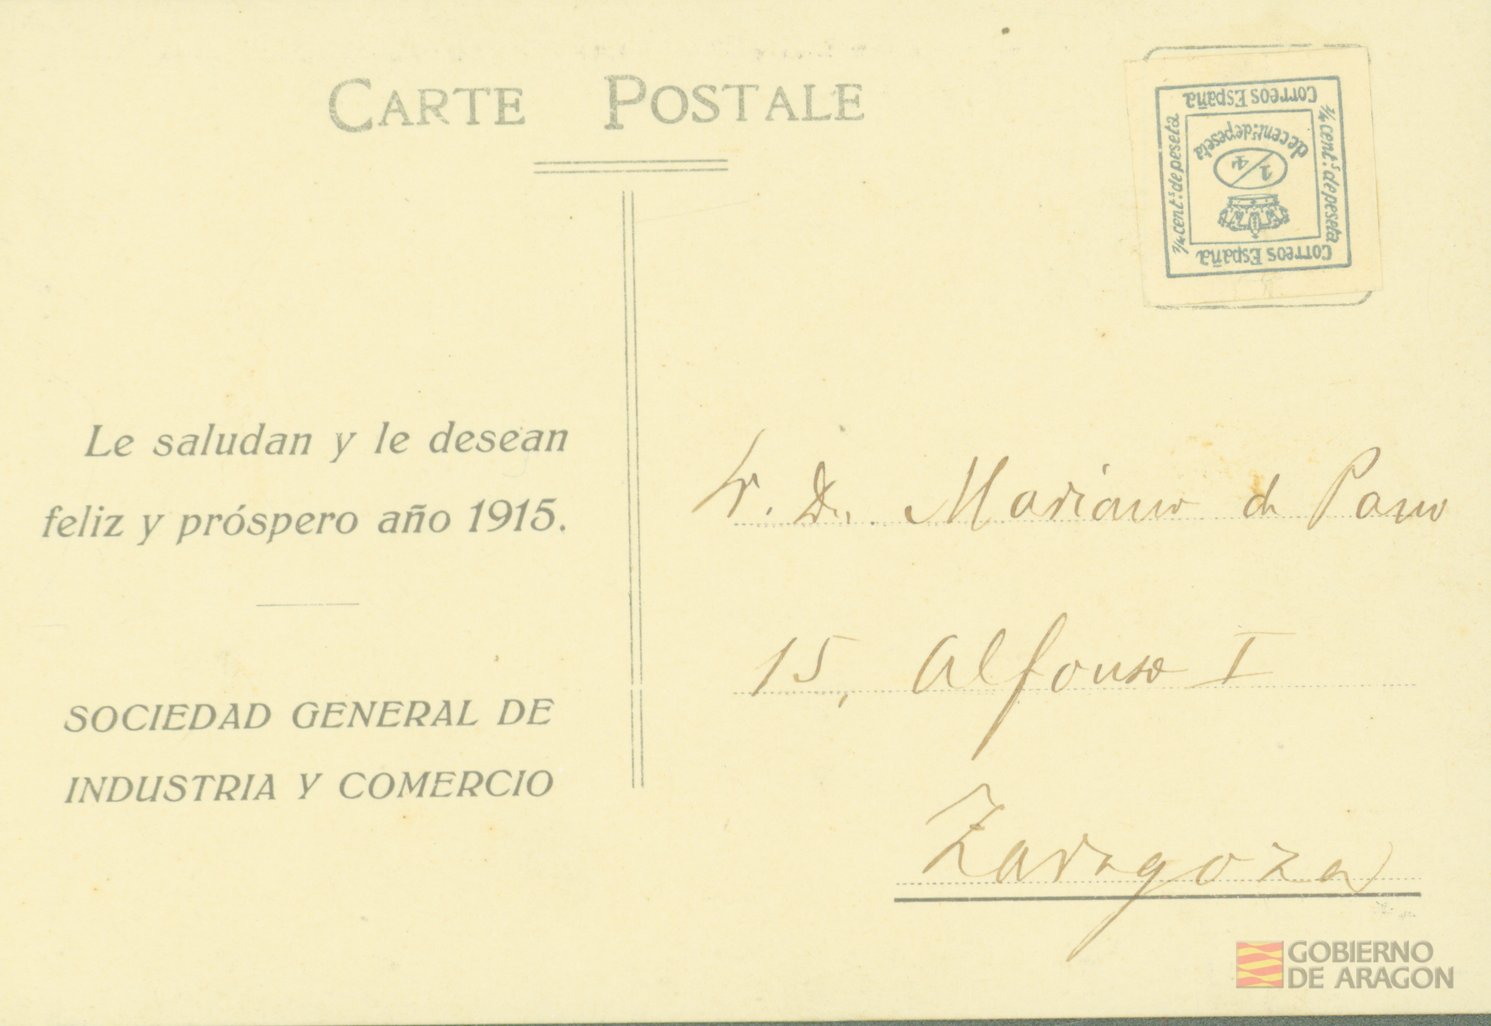 CARTE POSTALE
Correos España
1/4 cent.s de peseta
1/4 cent.s de peseta
de cent.s de peseta
1/4
Correos España
Le saludan y le desean
feliz y próspero año 1915.
SOCIEDAD GENERAL DE
INDUSTRIA Y COMERCIO
Sr. D. Mariano de Pano
15, Alfonso I
Zaragoza
GOBIERNO
DE ARAGON